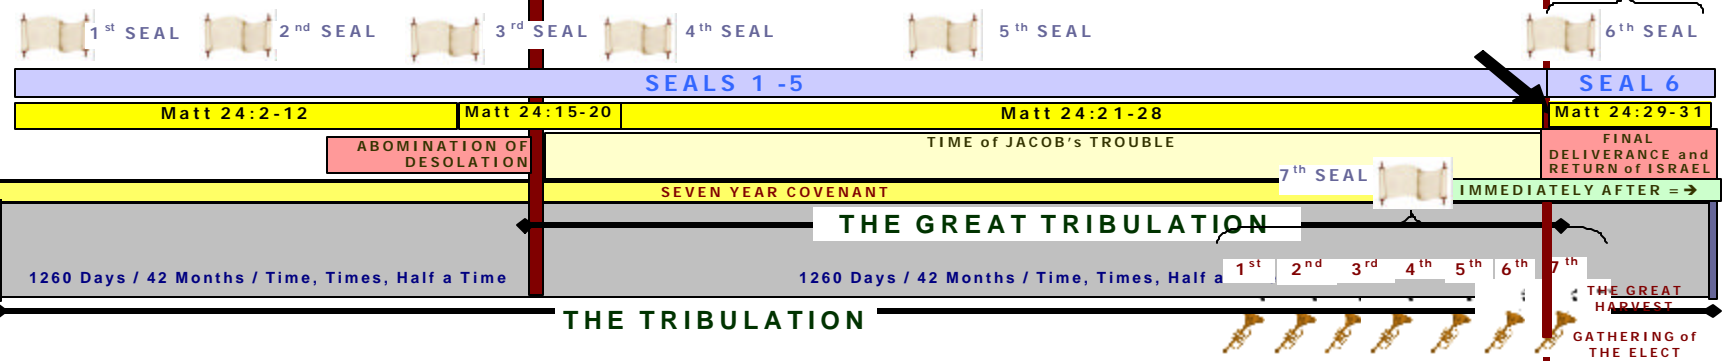 1st SEAL
2nd SEAL
3rd SEAL
4th SEAL
5th SEAL
6th SEAL
SEALS 1 -5
SEAL 6
Matt 24:2-12
Matt 24:15-20
Matt 24:21-28
Matt 24:29-31
ABOMINATION OF
DESOLATION
TIME of JACOB's TROUBLE
FINAL
DELIVERANCE and
RETURN of ISRAEL
7th SEAL
SEVEN YEAR COVENANT
IMMEDIATELY AFTER = →
THE GREAT TRIBULATION
1260 Days / 42 Months / Time, Times, Half a Time
1260 Days / 42 Months / Time, Times, Half a
1st
2nd
3rd
4th
5th
6th
7th
THE GREAT
HARVEST
THE TRIBULATION
GATHERING of
THE ELECT